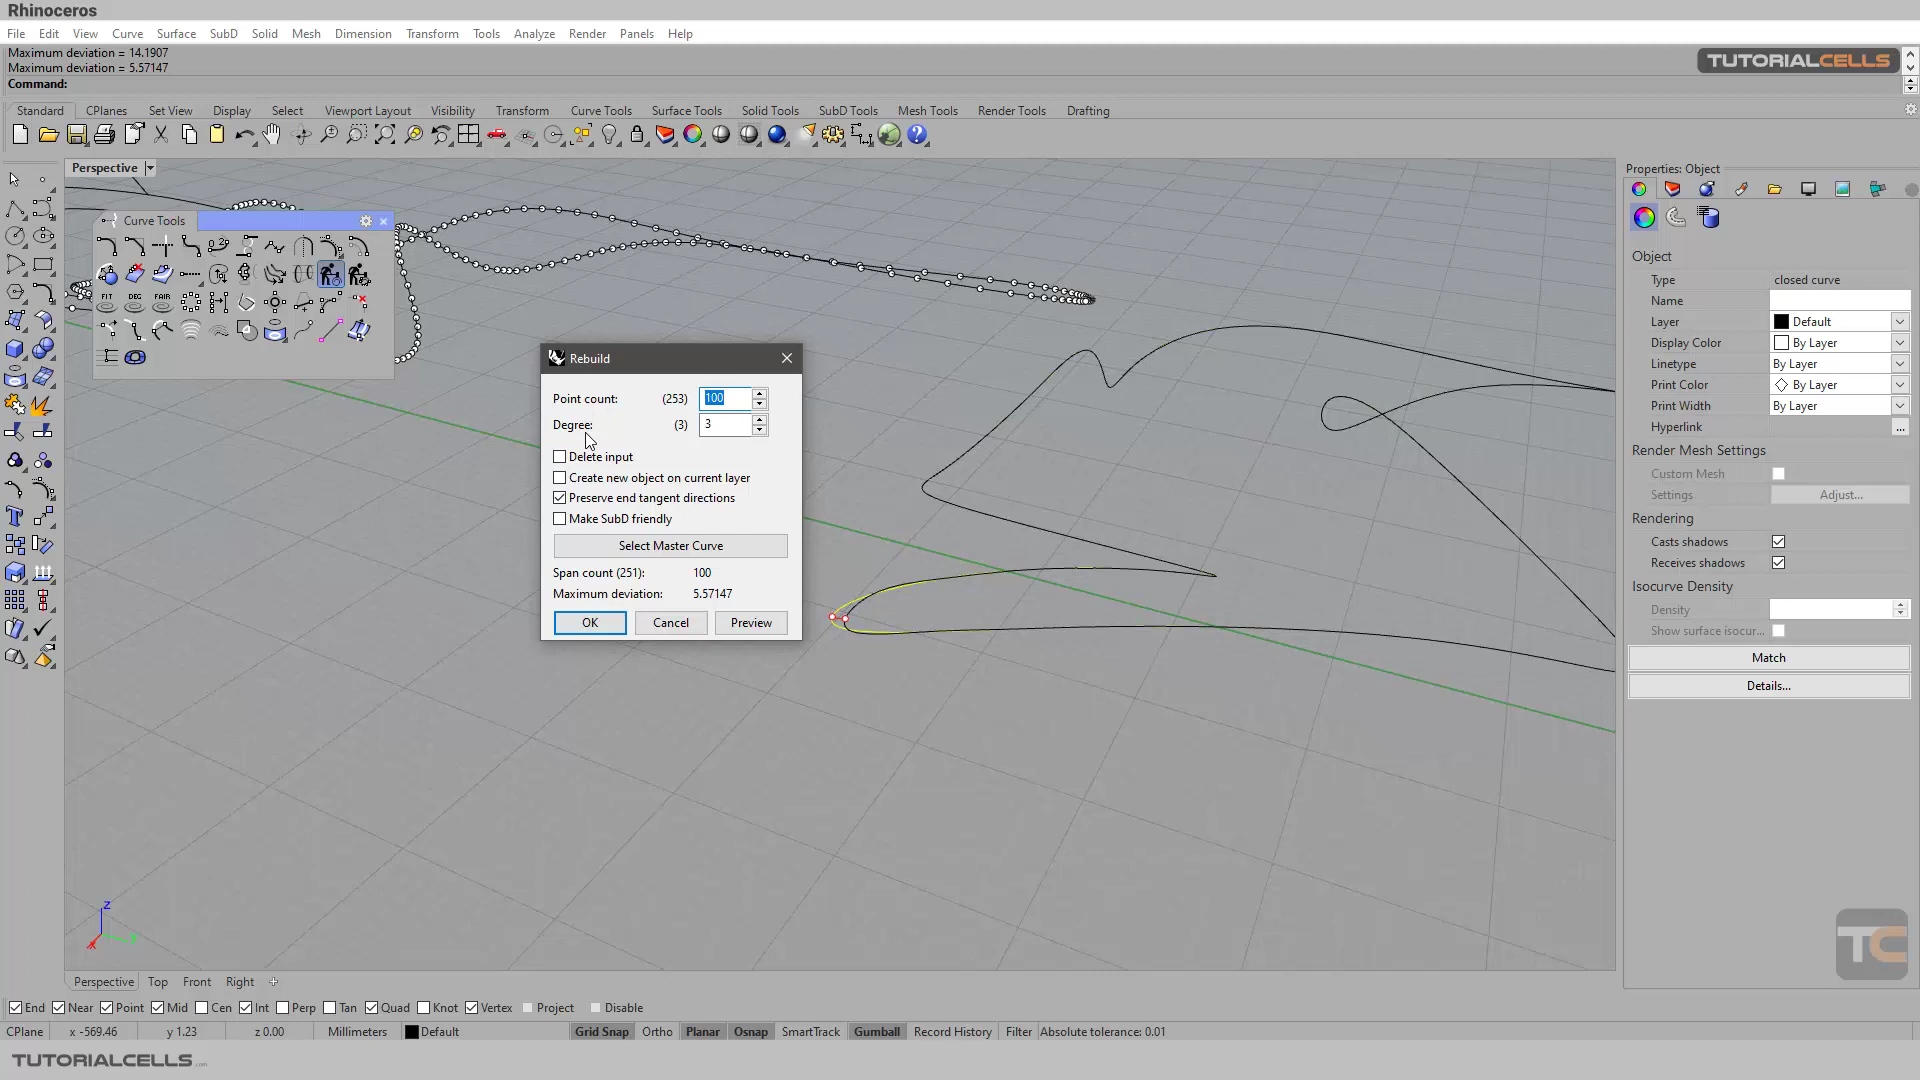 Rhinoceros
File Edit View Curve Surface SubD Solid Mesh Dimension Transform Tools Analyze Render Panels Help
Maximum deviation = 14.1907
Maximum deviation = 5.57147
Command:
TUTORIALCELLS
Standard CPlanes Set View Display Select Viewport Layout Visibility Transform Curve Tools Surface Tools Solid Tools SubD Tools Mesh Tools Render Tools Drafting
Perspective
Curve Tools
FIT DEG FAIR
Rebuild
Point count: (253) 100
Degree: (3) 3
Delete input
Create new object on current layer
Preserve end tangent directions
Make SubD friendly
Select Master Curve
Span count (251): 100
Maximum deviation: 5.57147
OK Cancel Preview
Properties: Object
Object
Type closed curve
Name
Layer Default
Display Color By Layer
Linetype By Layer
Print Color By Layer
Print Width By Layer
Hyperlink ...
Render Mesh Settings
Custom Mesh
Settings Adjust...
Rendering
Casts shadows
Receives shadows
Isocurve Density
Density
Show surface isocur...
Match
Details...
z
x
TC
Perspective Top Front Right
End Near Point Mid Cen Int Perp Tan Quad Knot Vertex Project Disable
CPlane x -569.46 y 1.23 z 0.00 Millimeters Default Grid Snap Ortho Planar Osnap SmartTrack Gumball Record History Filter Absolute tolerance: 0.01
TUTORIALCELLS